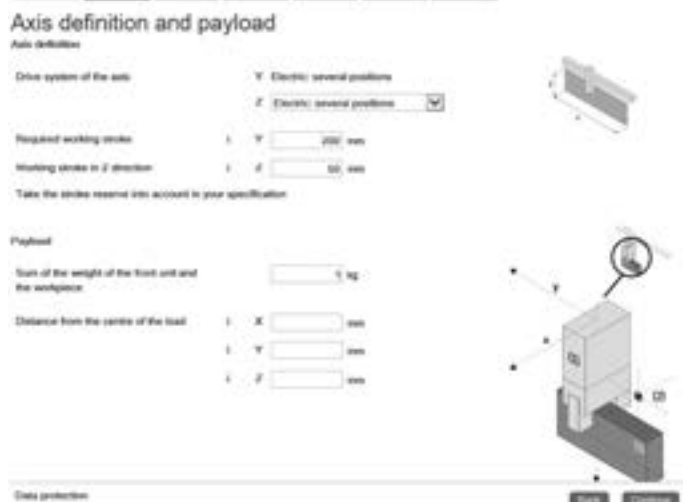 Axis definition and payload
Axis definition
Drive system of the axis
Y Electric: several positions
Z Electric: several positions
Required working stroke i Y 200 mm
Working stroke in Z direction i Z 50 mm
Take the stroke reserve into account in your specification
Payload
Sum of the weight of the front unit and
the workpiece
kg
Distance from the centre of the load i X mm
i Y mm
i Z mm
Data protection
Back Continue